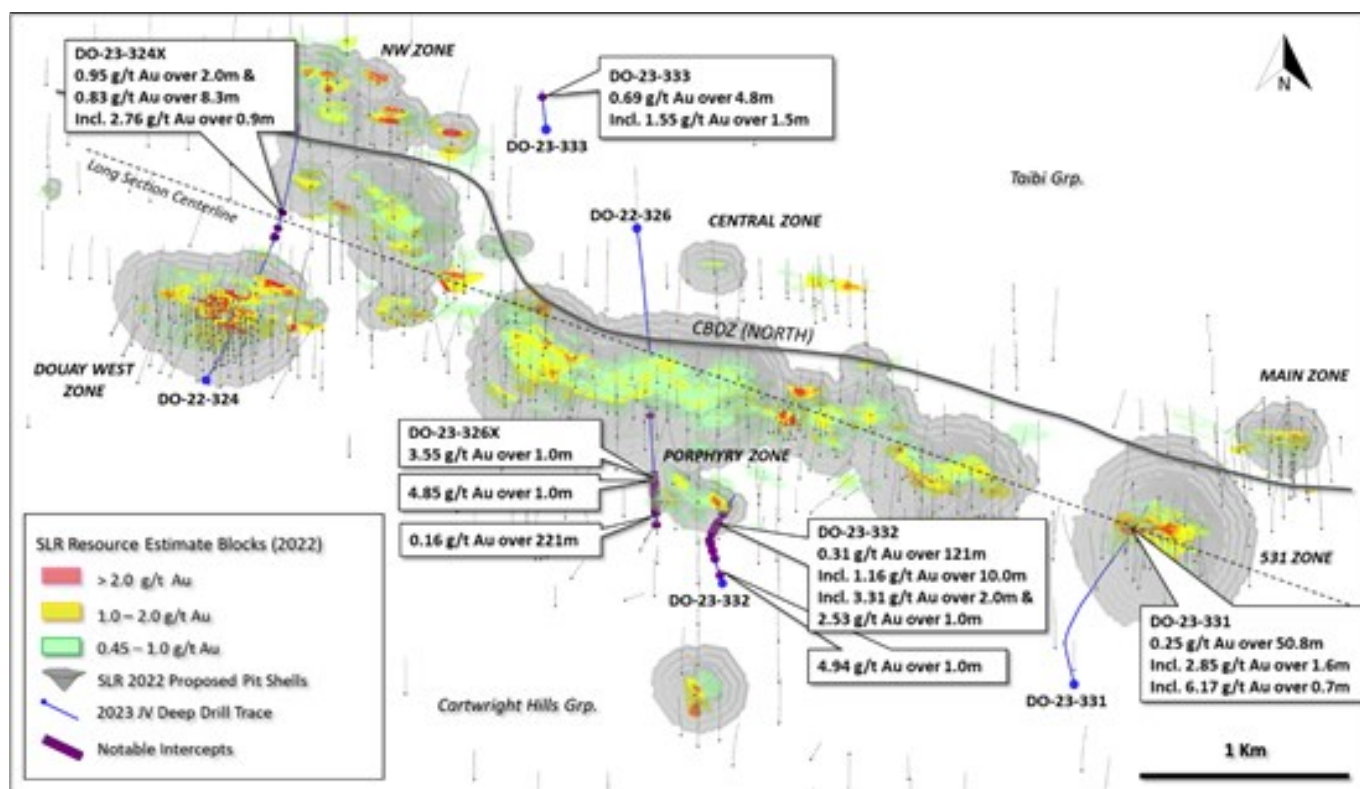 DO-23-324X
0.95 g/t Au over 2.0m &
0.83 g/t Au over 8.3m
Incl. 2.76 g/t Au over 0.9m
NW ZONE
DO-23-333
0.69 g/t Au over 4.8m
Incl. 1.55 g/t Au over 1.5m
DO-23-333
N
Long Section Centerline
Taibi Grp.
DO-22-326
CENTRAL ZONE
CBDZ (NORTH)
DOUAY WEST
ZONE
DO-22-324
MAIN ZONE
DO-23-326X
3.55 g/t Au over 1.0m
4.85 g/t Au over 1.0m
0.16 g/t Au over 221m
PORPHYRY ZONE
DO-23-332
0.31 g/t Au over 121m
Incl. 1.16 g/t Au over 10.0m
Incl. 3.31 g/t Au over 2.0m &
2.53 g/t Au over 1.0m
4.94 g/t Au over 1.0m
DO-23-332
531 ZONE
DO-23-331
0.25 g/t Au over 50.8m
Incl. 2.85 g/t Au over 1.6m
Incl. 6.17 g/t Au over 0.7m
DO-23-331
Cartwright Hills Grp.
1 Km
SLR Resource Estimate Blocks (2022)
> 2.0 g/t Au
1.0 – 2.0 g/t Au
0.45 – 1.0 g/t Au
SLR 2022 Proposed Pit Shells
2023 JV Deep Drill Trace
Notable Intercepts